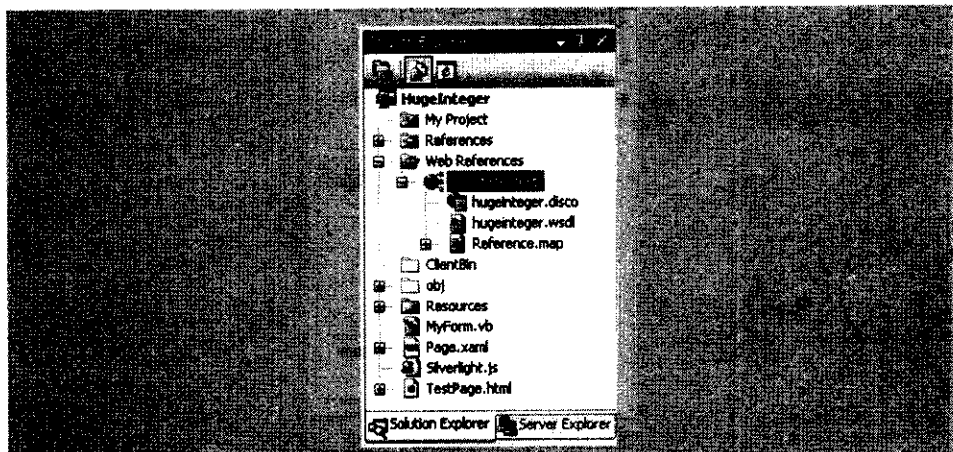 HugeInteger
My Project
References
Web References
hugeinteger.disco
hugeinteger.wsdl
Reference.map
ClientBin
obj
Resources
MyForm.vb
Page.xaml
Silverlight.js
TestPage.html
Solution Explorer
Server Explorer